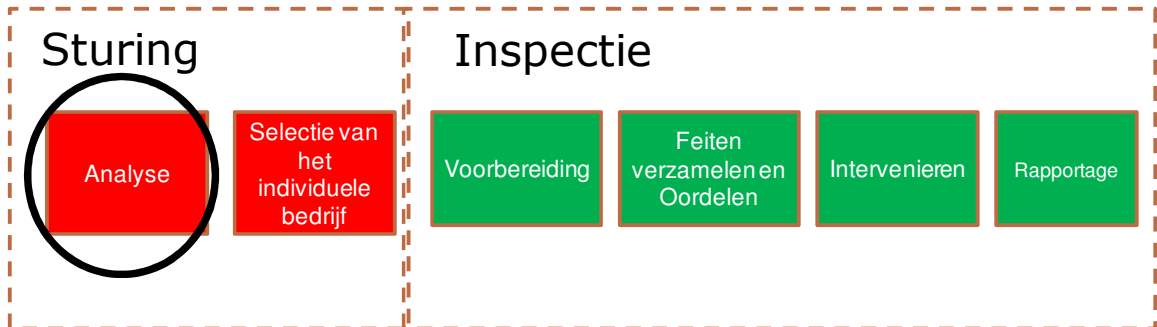 Sturing
Inspectie
Analyse
Selectie van
het
individuele
bedrijf
Voorbereiding
Feiten
verzamelen en
Oordelen
Intervenieren
Rapportage